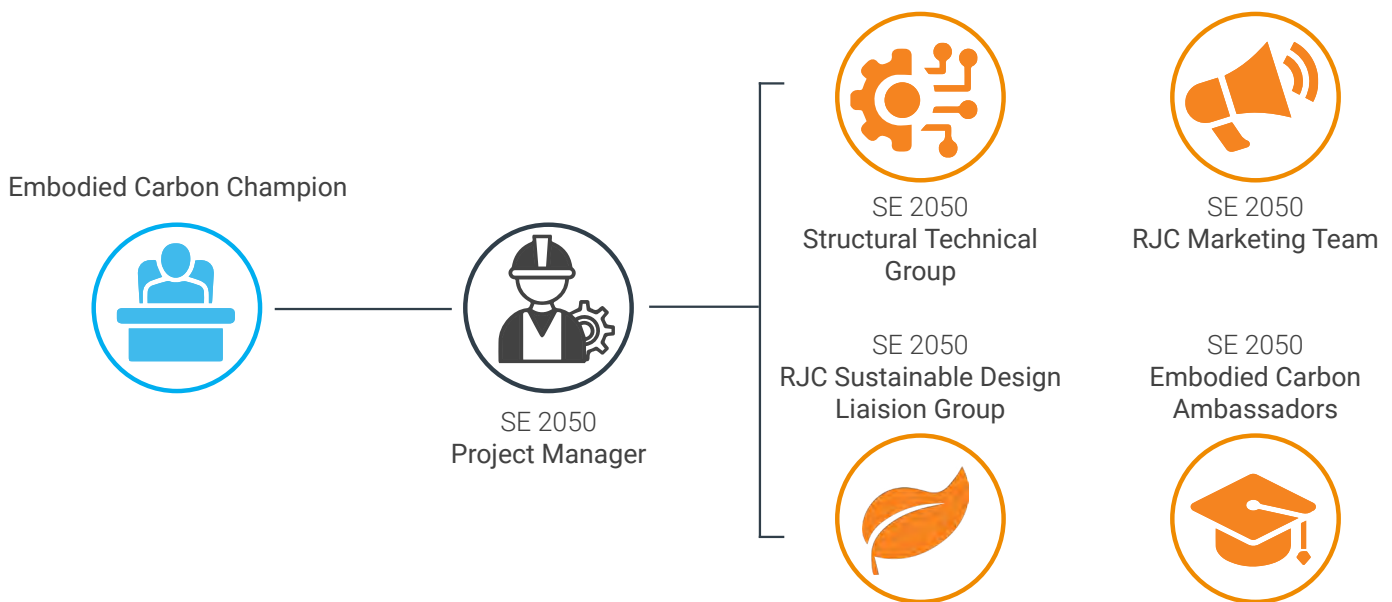 Embodied Carbon Champion
SE 2050
Project Manager
SE 2050
Structural Technical
Group
SE 2050
RJC Marketing Team
SE 2050
RJC Sustainable Design
Liaision Group
SE 2050
Embodied Carbon
Ambassadors